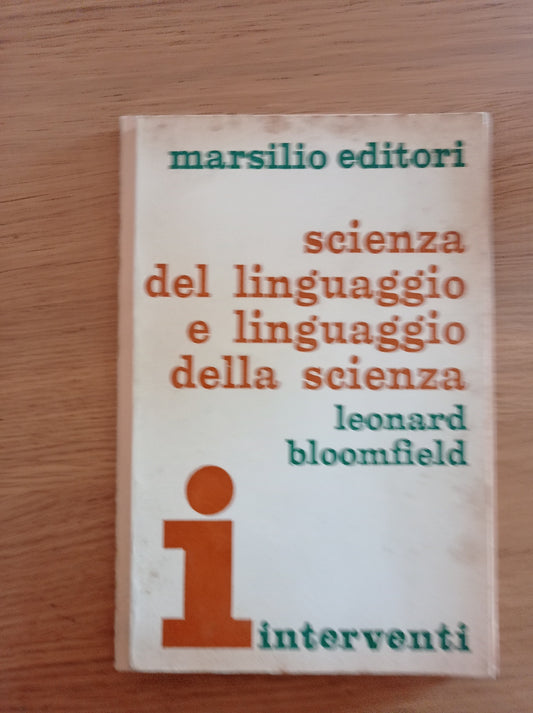 marsilio editori
scienza
del linguaggio
e linguaggio
della scienza
leonard
bloomfield
interventi